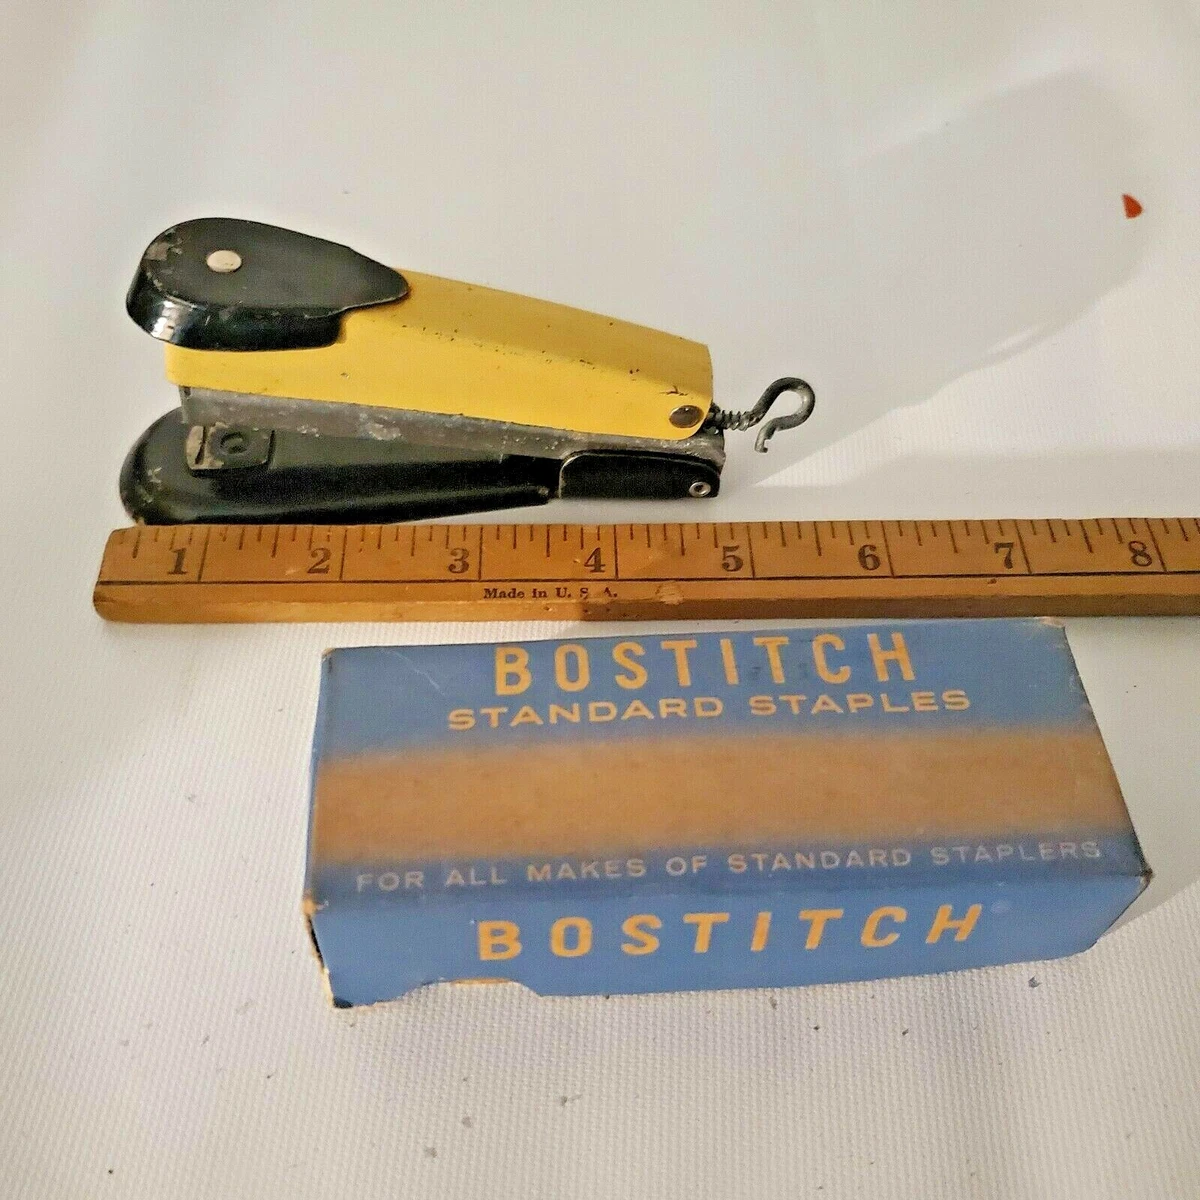 1 2 3 4 5 6 7 8
Made in U. S. A.
BOSTITCH
STANDARD STAPLES
FOR ALL MAKES OF STANDARD STAPLERS
BOSTITCH